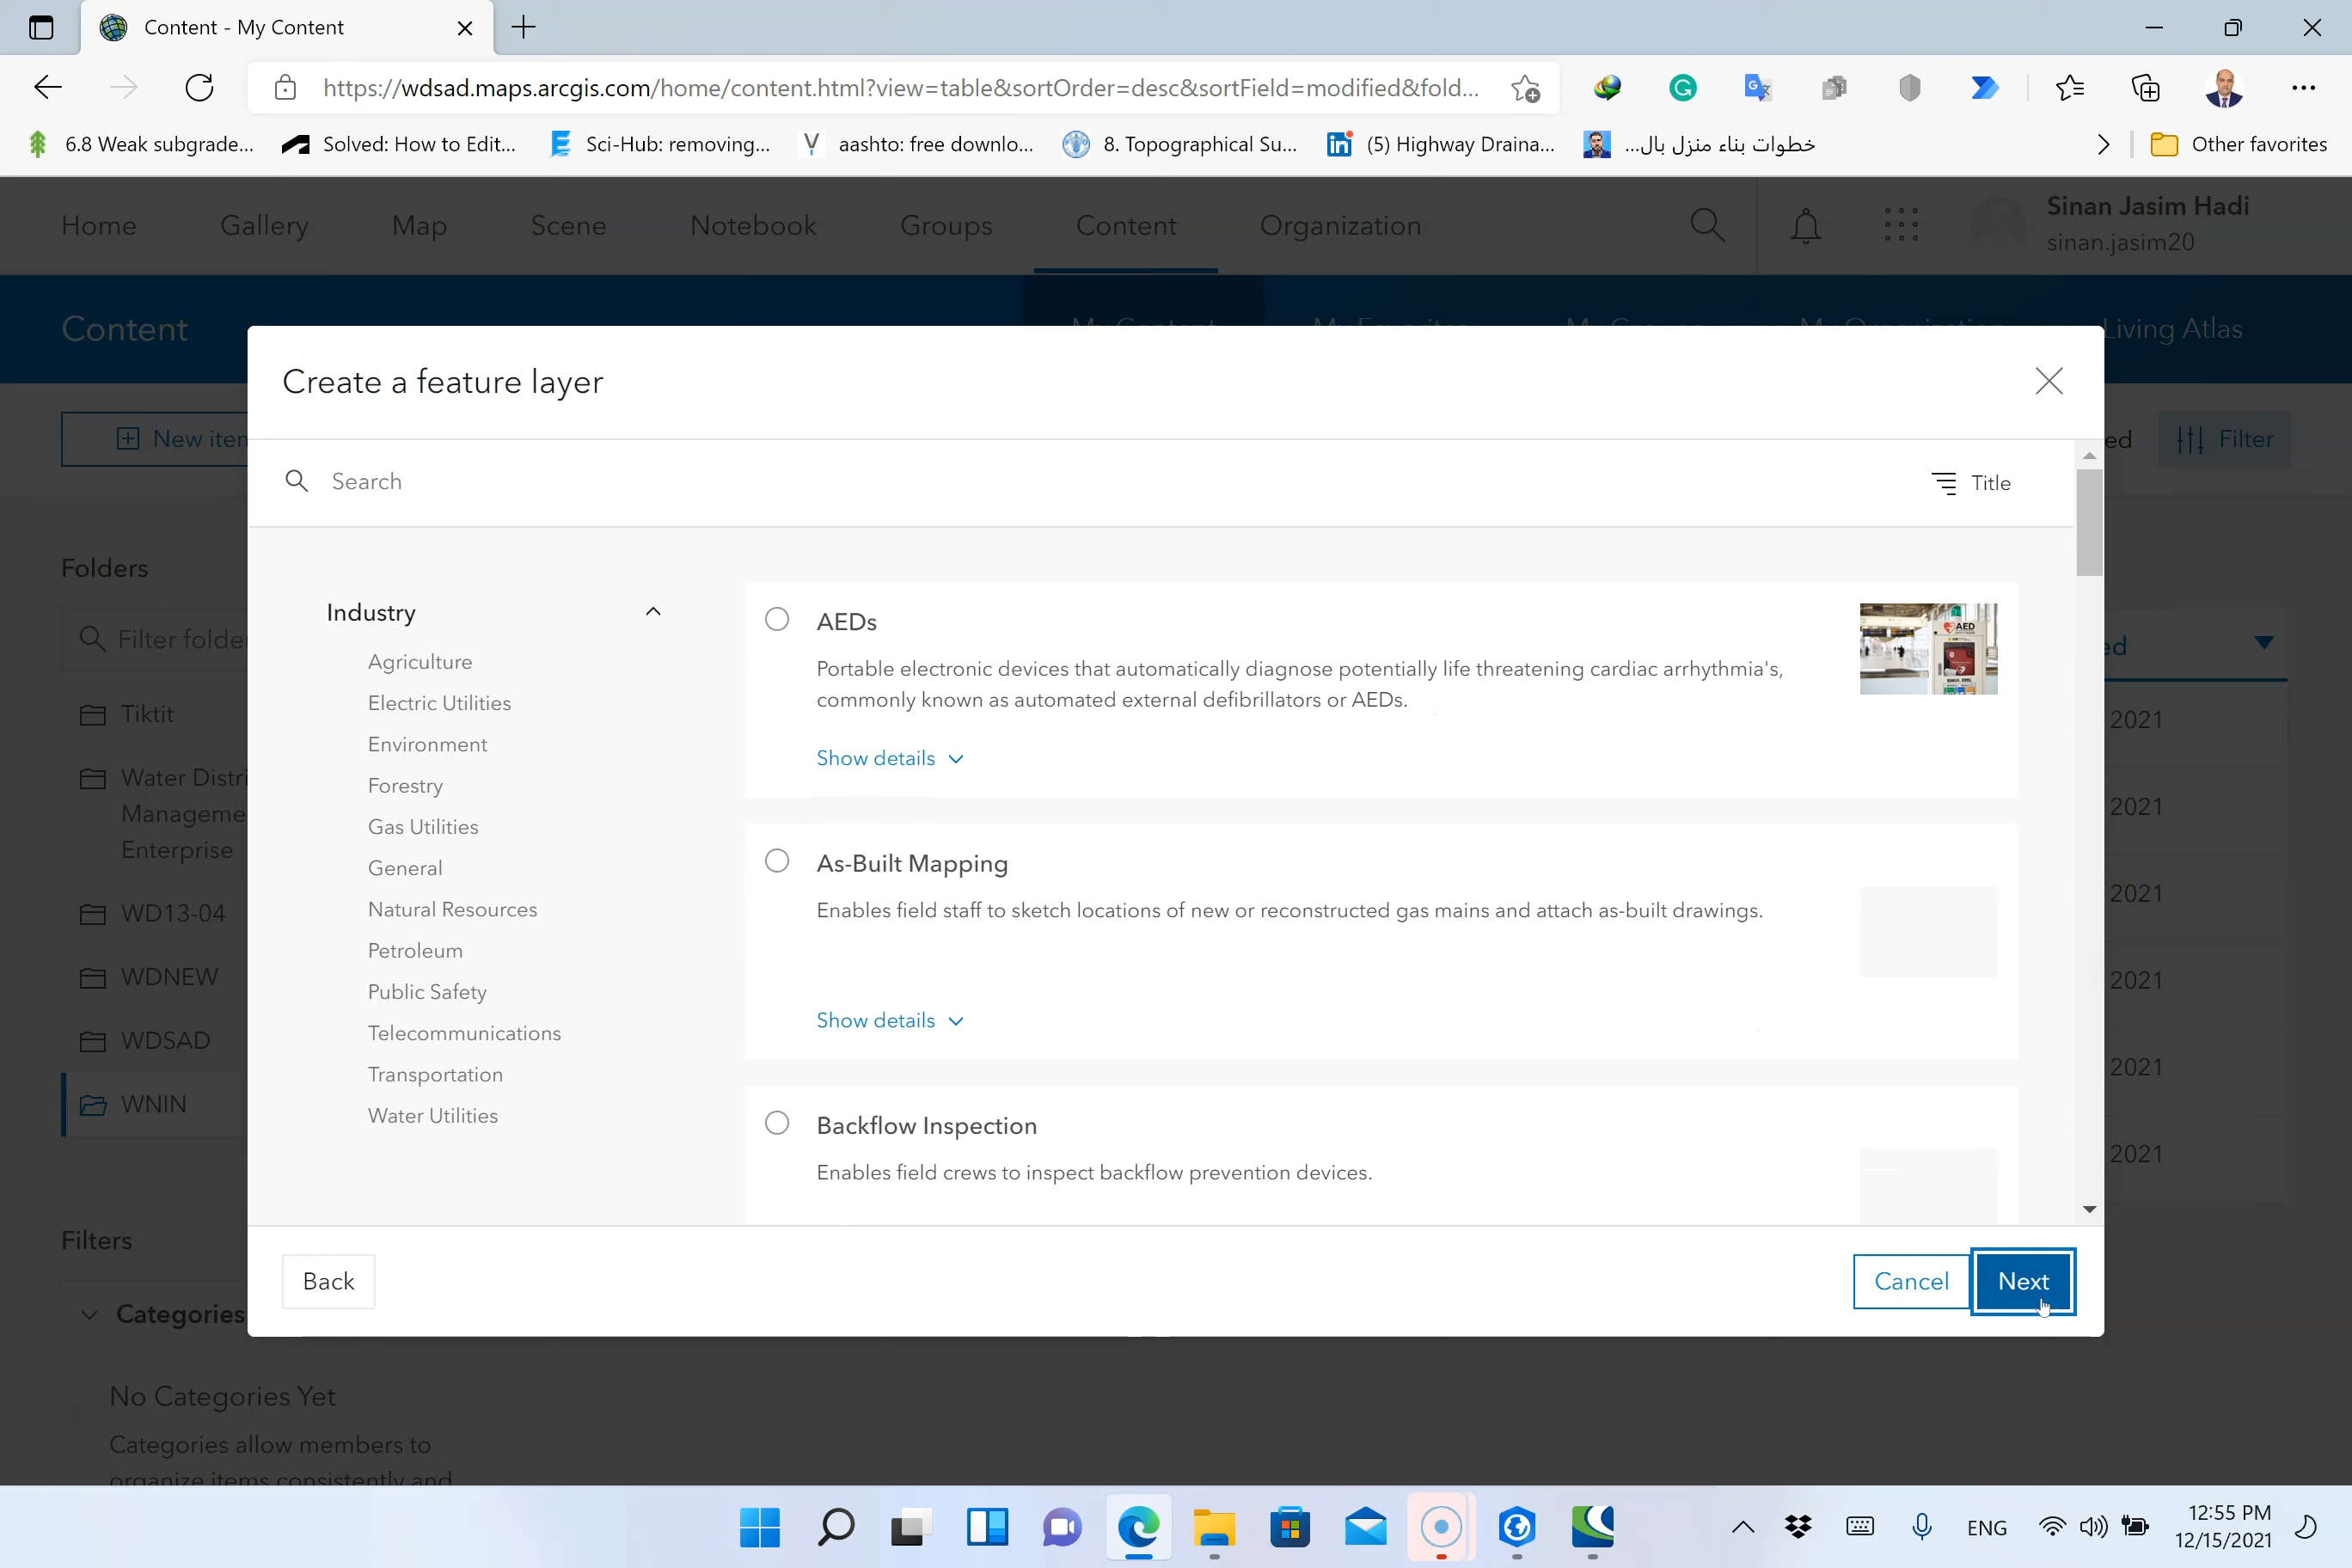 Content - My Content
https://wdsad.maps.arcgis.com/home/content.html?view=table&sortOrder=desc&sortField=modified&fold...
6.8 Weak subgrade...
Solved: How to Edit...
Sci-Hub: removing...
aashto: free downlo...
8. Topographical Su...
(5) Highway Draina...
خطوات بناء منزل بال...
Other favorites
Home
Gallery
Map
Scene
Notebook
Groups
Content
Organization
Sinan Jasim Hadi
sinan.jasim20
Content
Living Atlas
Create a feature layer
New item
Filter
Search
Title
Folders
Filter folde
Tiktit
Water Distri
Manageme
Enterprise
WD13-04
WDNEW
WDSAD
WNIN
Industry
Agriculture
Electric Utilities
Environment
Forestry
Gas Utilities
General
Natural Resources
Petroleum
Public Safety
Telecommunications
Transportation
Water Utilities
AEDs
AED
Portable electronic devices that automatically diagnose potentially life threatening cardiac arrhythmia's,
commonly known as automated external defibrillators or AEDs.
Show details
As-Built Mapping
Enables field staff to sketch locations of new or reconstructed gas mains and attach as-built drawings.
Show details
Backflow Inspection
Enables field crews to inspect backflow prevention devices.
2021
2021
2021
2021
2021
2021
Back
Cancel
Next
Filters
Categories
No Categories Yet
Categories allow members to
organize items consistently and
ENG
12:55 PM
12/15/2021